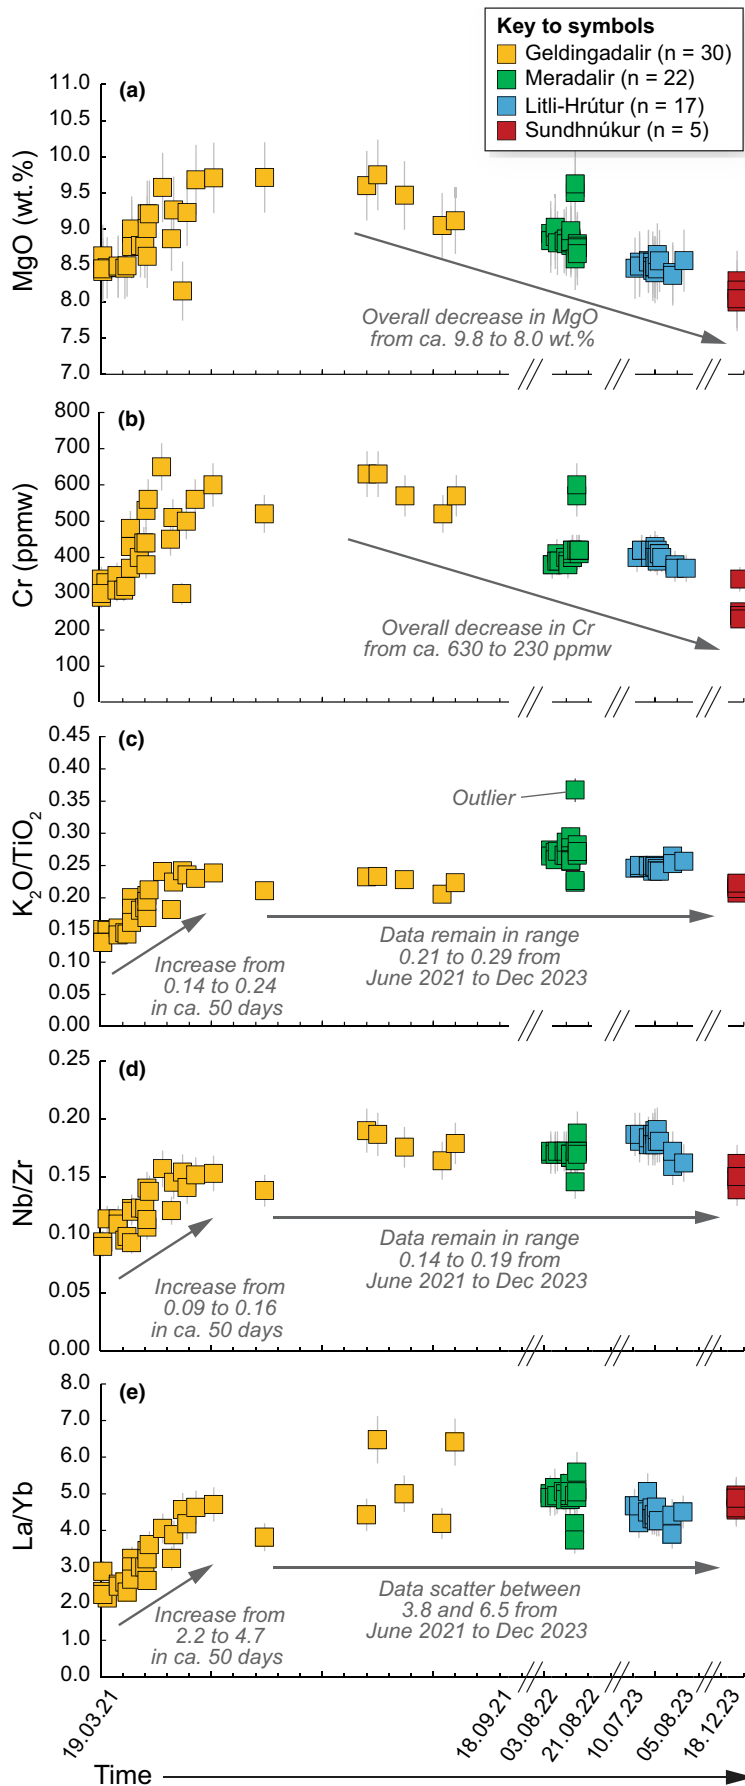 Key to symbols
Geldingadalir (n = 30)
Meradalir (n = 22)
Litli-Hrútur (n = 17)
Sundhnúkur (n = 5)
(a)
MgO (wt.%)
11.0
10.5
10.0
9.5
9.0
8.5
8.0
7.5
7.0
Overall decrease in MgO
from ca. 9.8 to 8.0 wt.%
(b)
Cr (ppmw)
800
700
600
500
400
300
200
100
0
Overall decrease in Cr
from ca. 630 to 230 ppmw
(c)
K₂O/TiO₂
0.45
0.40
0.35
0.30
0.25
0.20
0.15
0.10
0.05
0.00
Outlier
Increase from
0.14 to 0.24
in ca. 50 days
Data remain in range
0.21 to 0.29 from
June 2021 to Dec 2023
(d)
Nb/Zr
0.25
0.20
0.15
0.10
0.05
0.00
Increase from
0.09 to 0.16
in ca. 50 days
Data remain in range
0.14 to 0.19 from
June 2021 to Dec 2023
(e)
La/Yb
8.0
7.0
6.0
5.0
4.0
3.0
2.0
1.0
0.0
Increase from
2.2 to 4.7
in ca. 50 days
Data scatter between
3.8 and 6.5 from
June 2021 to Dec 2023
19.03.21
18.09.21
03.08.22
21.08.22
10.07.23
05.08.23
18.12.23
Time